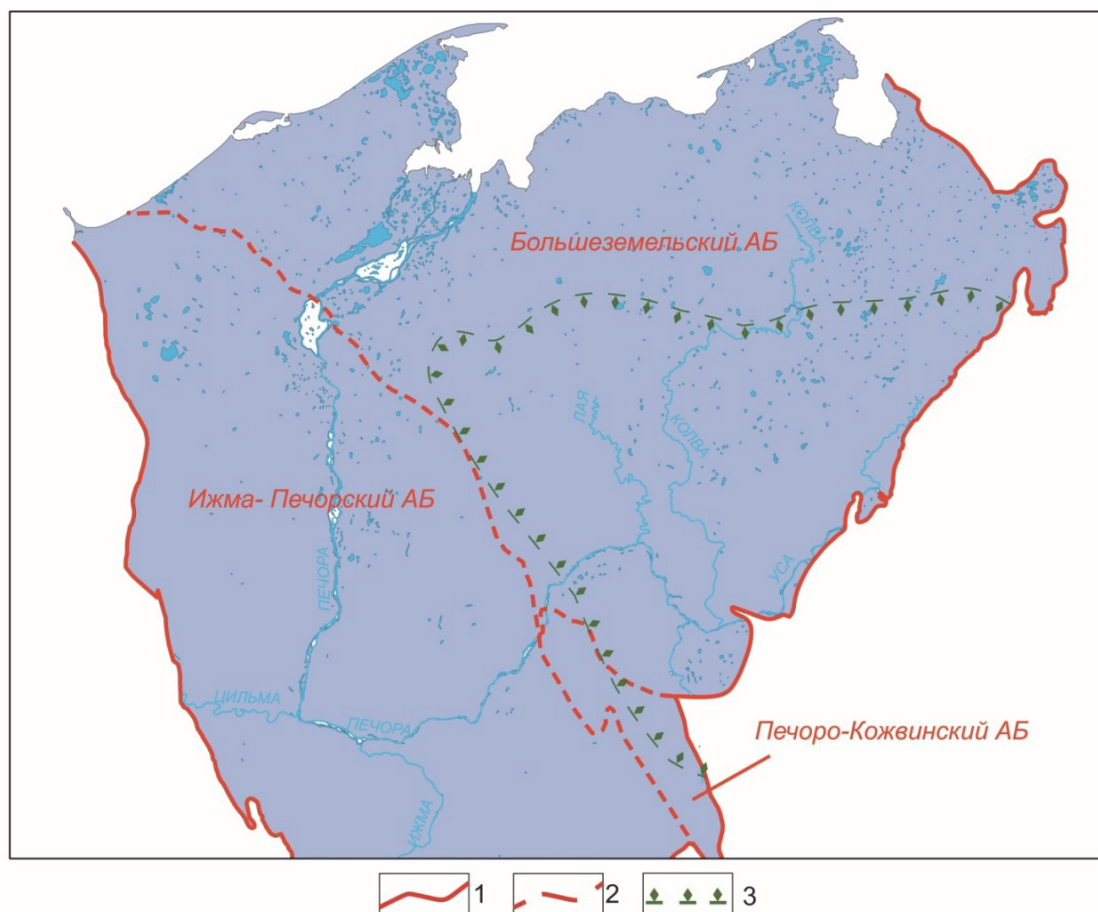 КОЛВА
Большеземельский АБ
ЛАЯ
КОЛВА
Ижма- Печорский АБ
ПЕЧОРА
УСА
ЦИЛЬМА
ПЕЧОРА
Печоро-Кожвинский АБ
ИЖМА
1 2 3